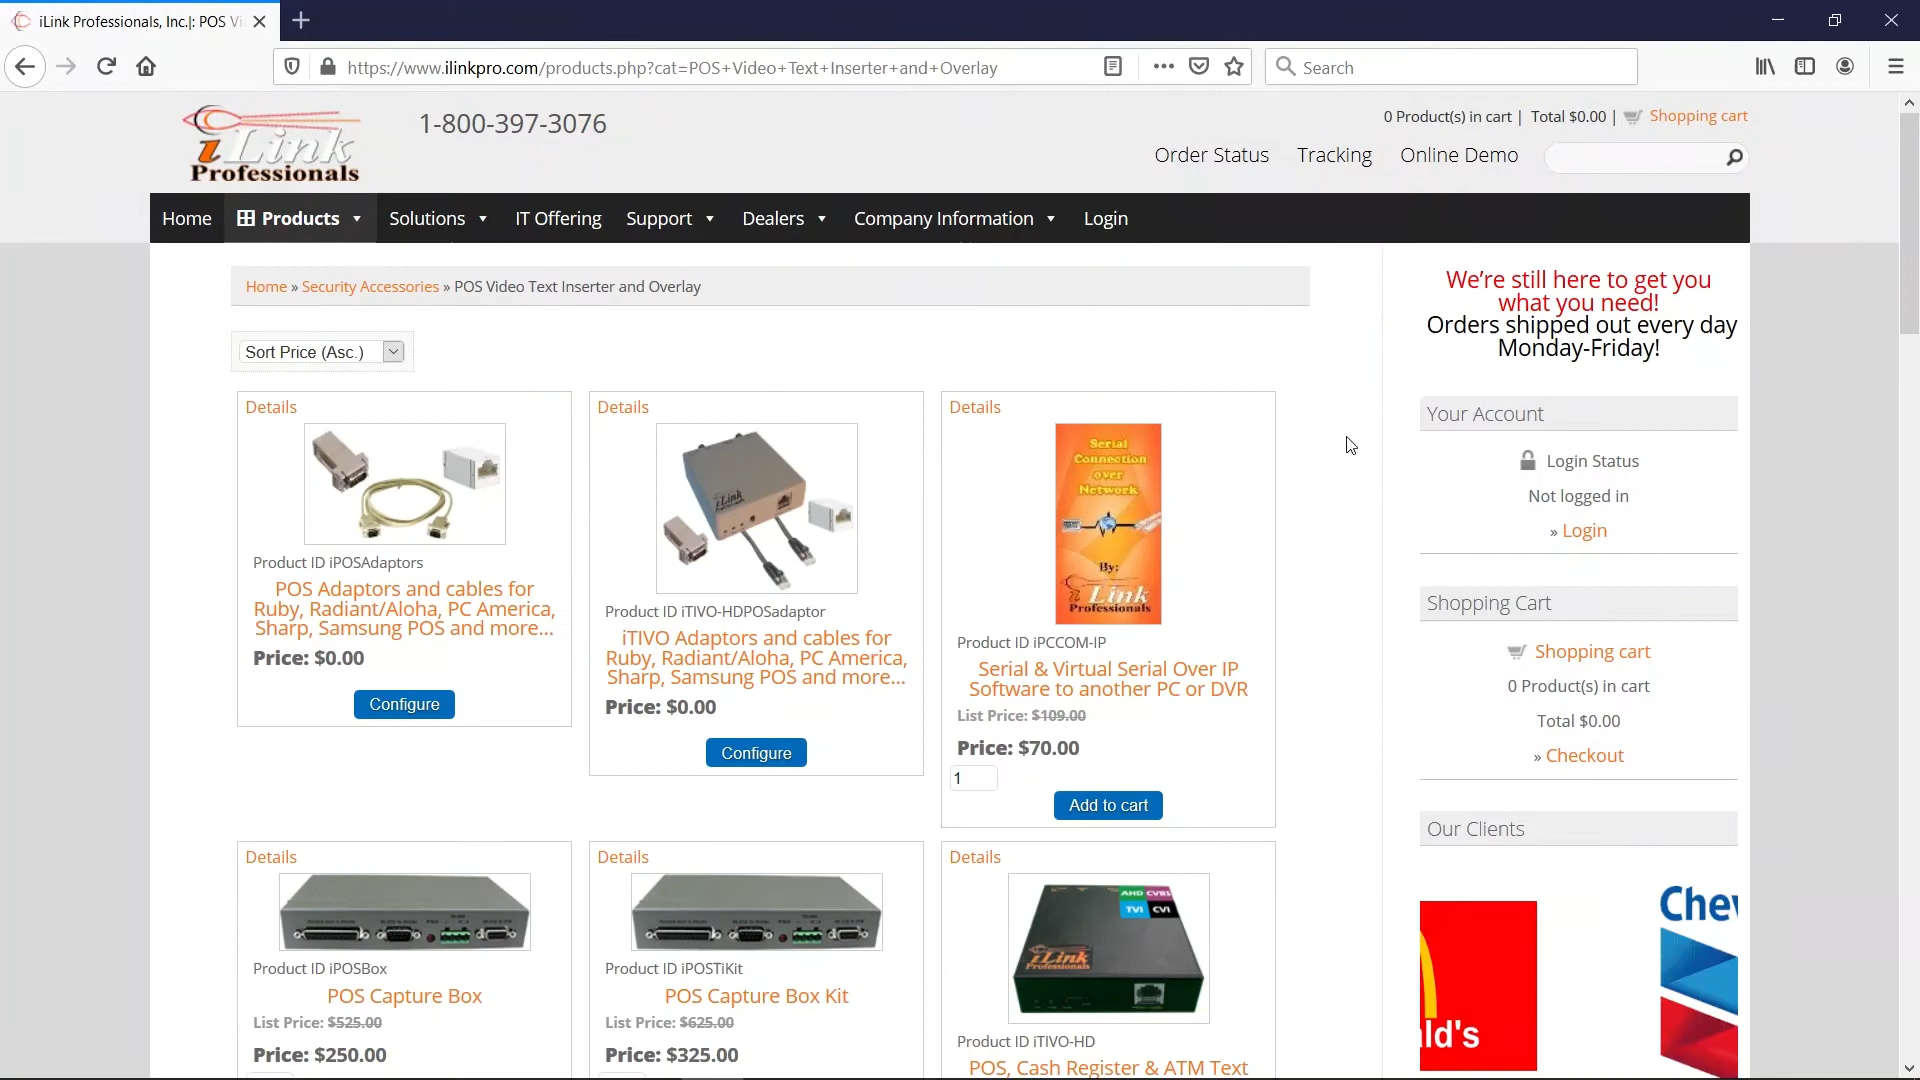 iLink Professionals, Inc.|: POS Vi
https://www.ilinkpro.com/products.php?cat=POS+Video+Text+Inserter+and+Overlay
Search
iLink
Professionals
1-800-397-3076
0 Product(s) in cart | Total $0.00 | Shopping cart
Order Status Tracking Online Demo
Home Products Solutions IT Offering Support Dealers Company Information Login
Home » Security Accessories » POS Video Text Inserter and Overlay
Sort Price (Asc.)
Details
Product ID iPOSAdaptors
POS Adaptors and cables for
Ruby, Radiant/Aloha, PC America,
Sharp, Samsung POS and more...
Price: $0.00
Configure
Details
iLink
Product ID iTIVO-HDPOSadaptor
iTIVO Adaptors and cables for
Ruby, Radiant/Aloha, PC America,
Sharp, Samsung POS and more...
Price: $0.00
Configure
Details
Serial
Connection
over
Network
By:
iLink
Professionals
Product ID iPCCOM-IP
Serial & Virtual Serial Over IP
Software to another PC or DVR
List Price: $109.00
Price: $70.00
1
Add to cart
Details
Product ID iPOSBox
POS Capture Box
List Price: $525.00
Price: $250.00
Details
Product ID iPOSTiKit
POS Capture Box Kit
List Price: $625.00
Price: $325.00
Details
AHD CVBS
TVI CVI
iLink
Professionals
Product ID iTIVO-HD
POS, Cash Register & ATM Text
We're still here to get you
what you need!
Orders shipped out every day
Monday-Friday!
Your Account
Login Status
Not logged in
» Login
Shopping Cart
Shopping cart
0 Product(s) in cart
Total $0.00
» Checkout
Our Clients
ld's
Chev